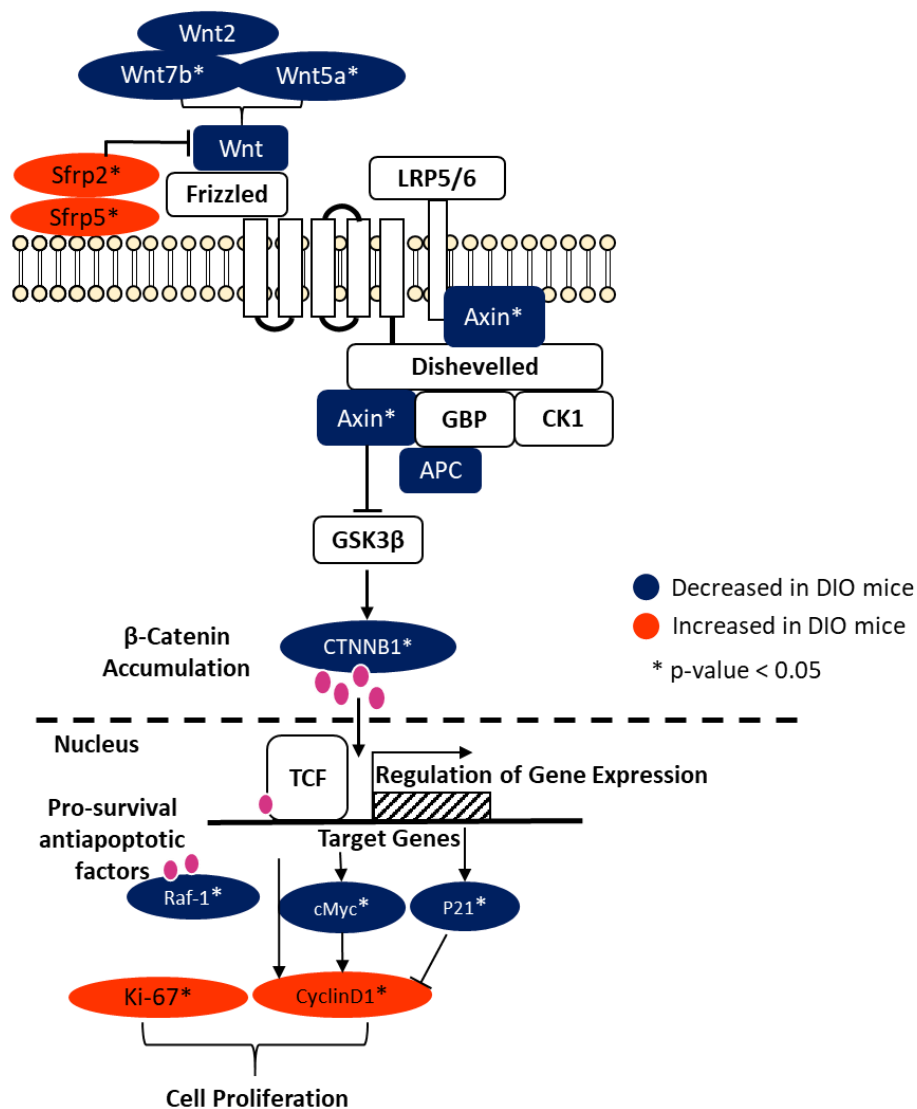 Wnt2
Wnt7b*
Wnt5a*
Wnt
Sfrp2*
Sfrp5*
Frizzled
LRP5/6
Axin*
Dishevelled
Axin*
GBP
CK1
APC
GSK3β
Decreased in DIO mice
Increased in DIO mice
* p-value < 0.05
β-Catenin
Accumulation
CTNNB1*
Nucleus
TCF
Regulation of Gene Expression
Target Genes
Pro-survival
antiapoptotic
factors
Raf-1*
cMyc*
P21*
Ki-67*
CyclinD1*
Cell Proliferation